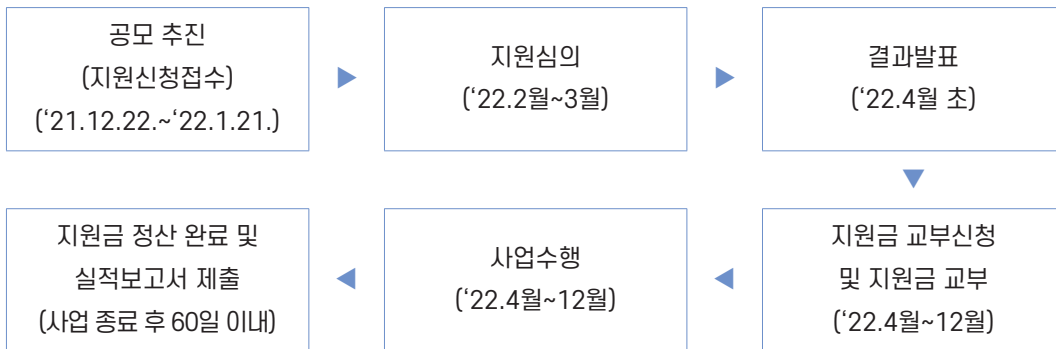 공모 추진
(지원신청접수)
(‘21.12.22.~‘22.1.21.)
지원심의
(‘22.2월~3월)
결과발표
(‘22.4월 초)
지원금 교부신청
및 지원금 교부
(‘22.4월~12월)
사업수행
(‘22.4월~12월)
지원금 정산 완료 및
실적보고서 제출
(사업 종료 후 60일 이내)